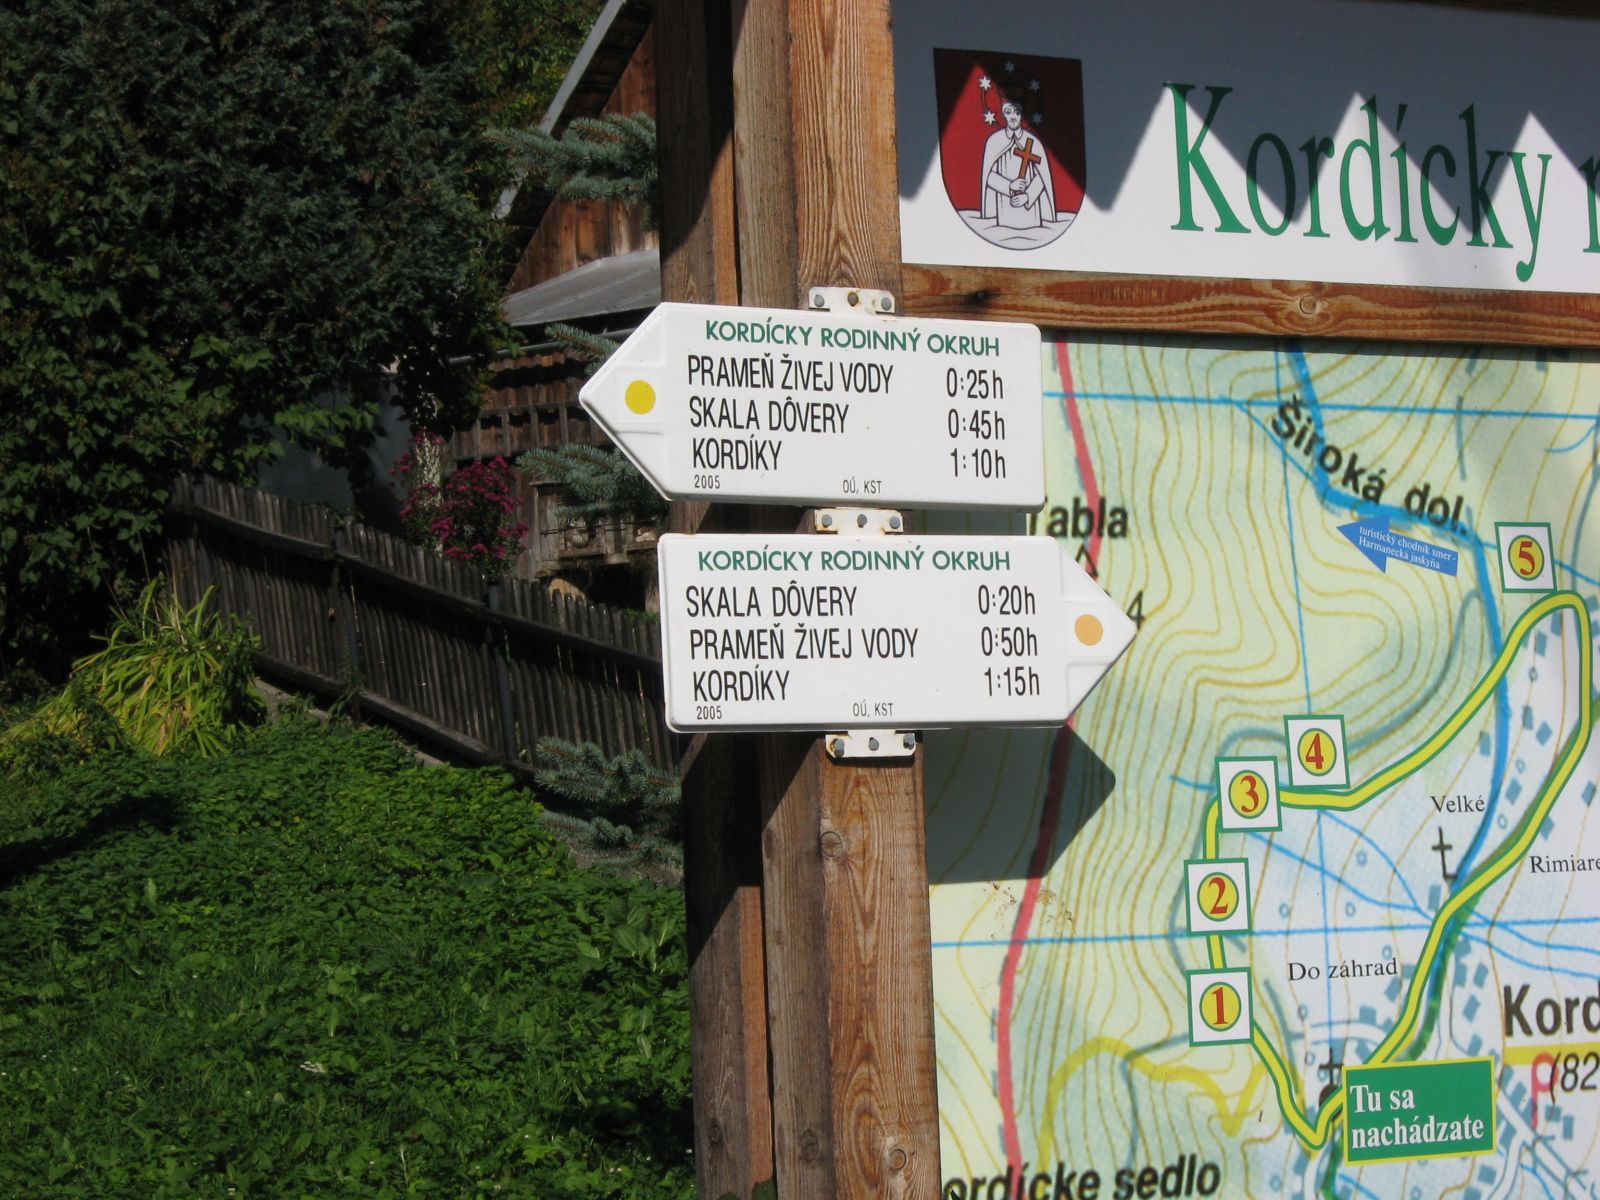 Kordícky
KORDÍCKY RODINNÝ OKRUH
PRAMEŇ ŽIVEJ VODY 0:25h
SKALA DÔVERY 0:45h
KORDÍKY 1:10h
2005 OÚ, KST
KORDÍCKY RODINNÝ OKRUH
SKALA DÔVERY 0:20h
PRAMEŇ ŽIVEJ VODY 0:50h
KORDÍKY 1:15h
2005 OÚ, KST
Široká dol.
turistický chodník smer -
Harmanecká jaskyňa
Tabla
4
5
4
3
Velké
Rimiare
2
Do záhrad
1
Kord
(82
Tu sa
nachádzate
ordícke sedlo